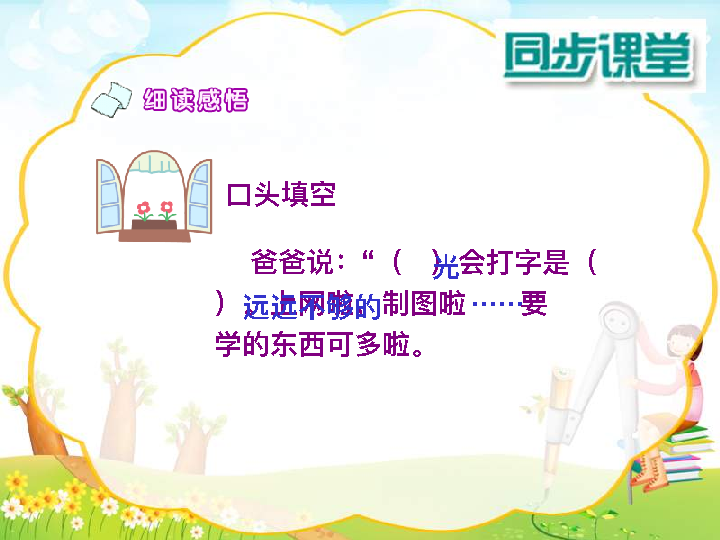 同步课堂
细读感悟
口头填空
爸爸说：“（ 光 ）会打字是（
远远不够的 ），上网啦，制图啦……要
学的东西可多啦。